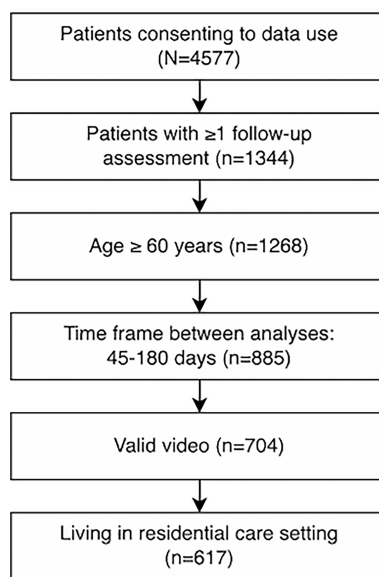 Patients consenting to data use
(N=4577)
Patients with ≥1 follow-up
assessment (n=1344)
Age ≥ 60 years (n=1268)
Time frame between analyses:
45-180 days (n=885)
Valid video (n=704)
Living in residential care setting
(n=617)